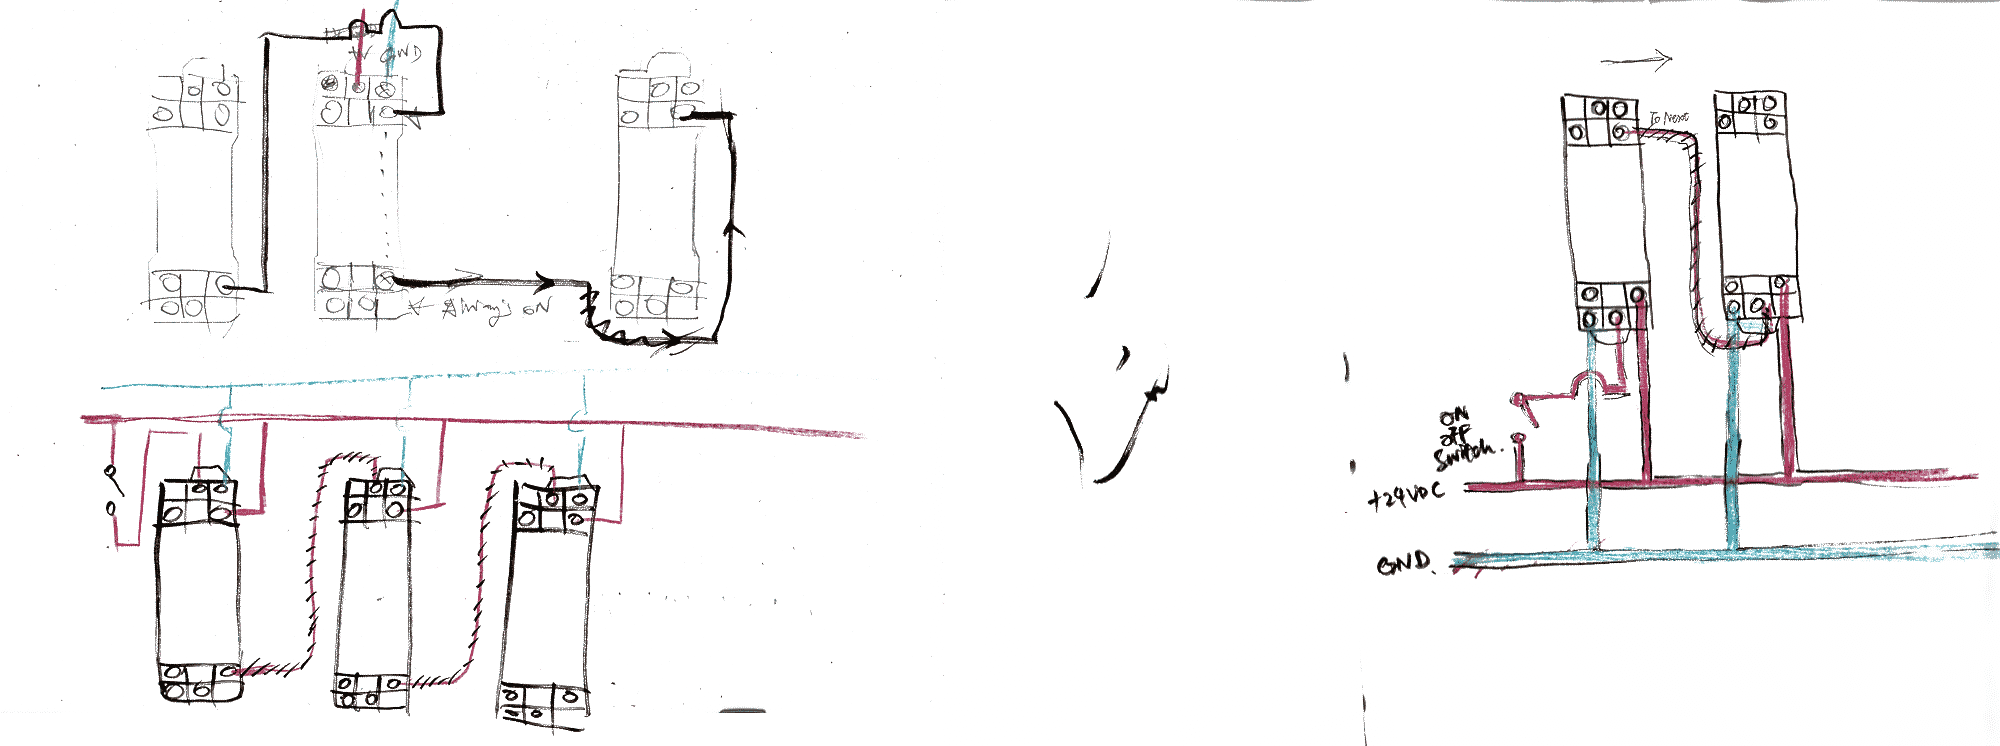 +V GND
← Always ON
To Next
ON
OFF
Switch.
+24VDC
GND.